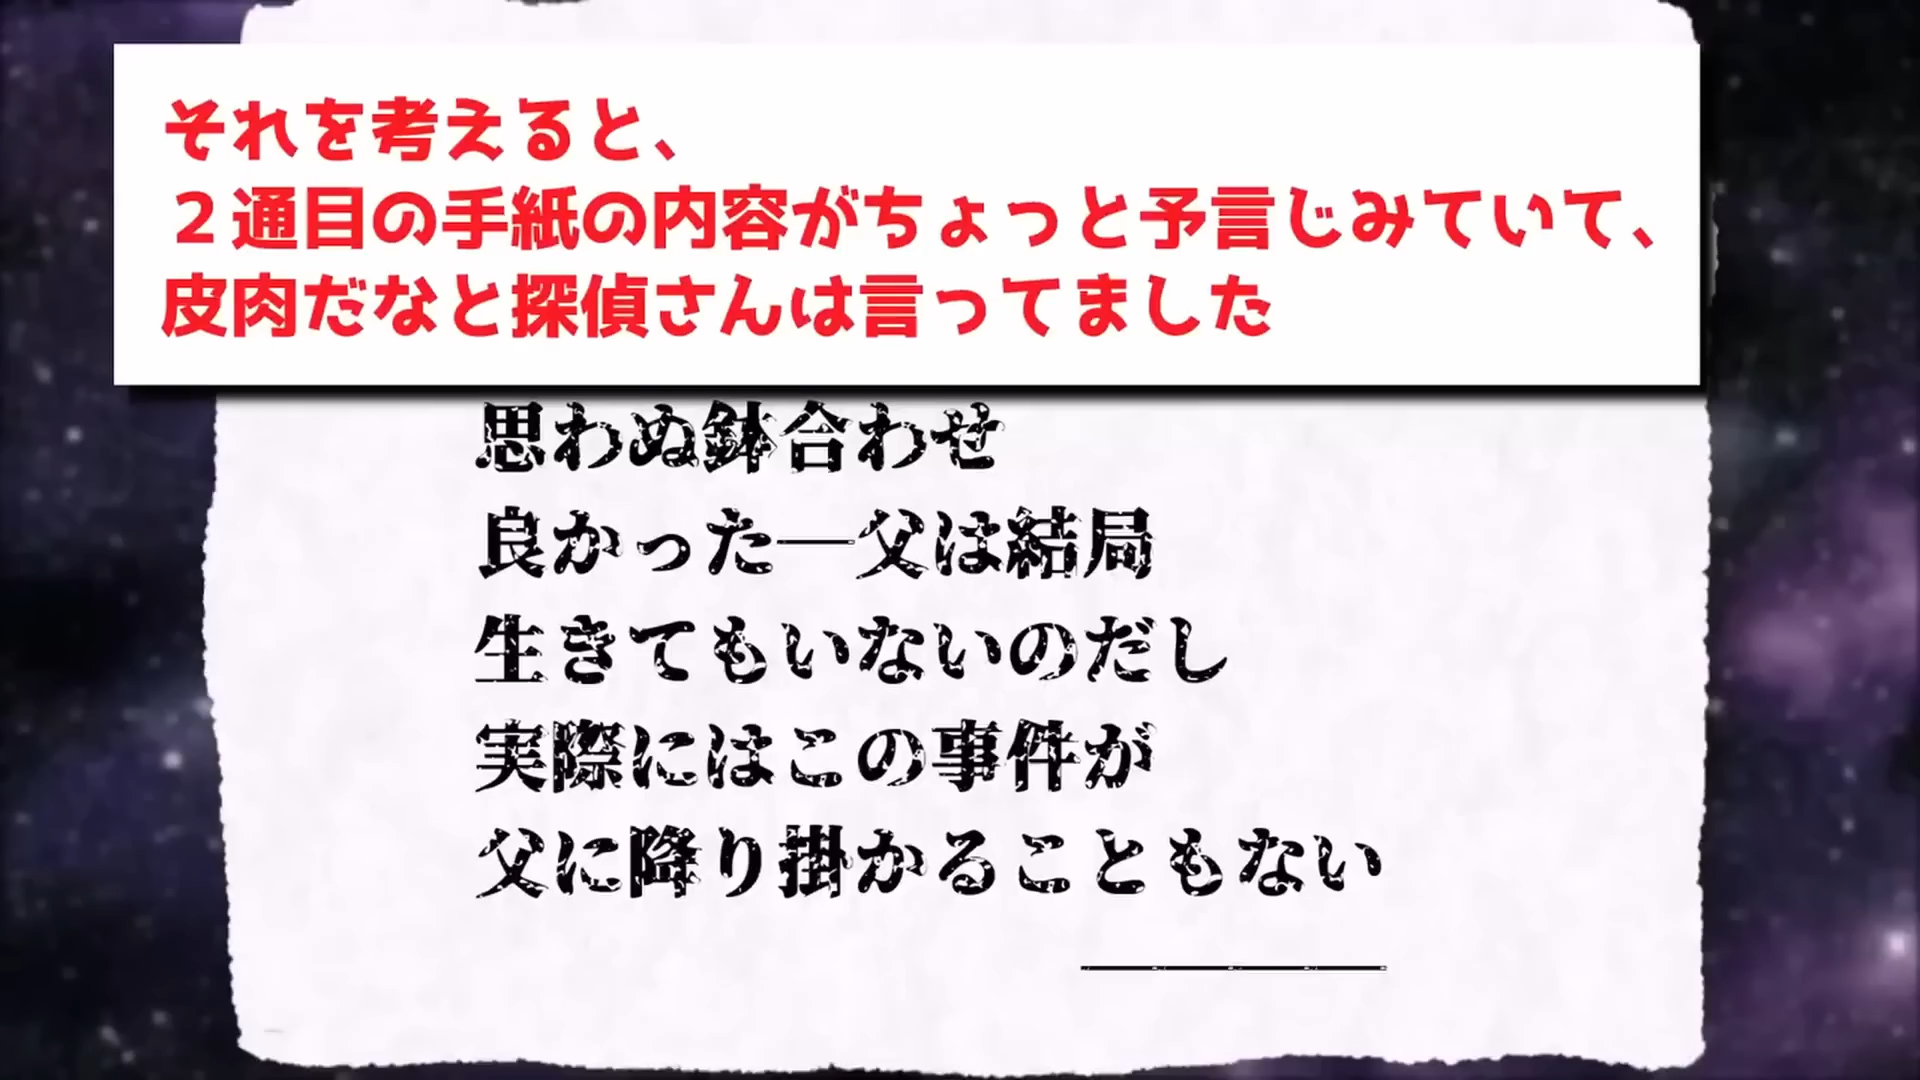 それを考えると、
２通目の手紙の内容がちょっと予言じみていて、
皮肉だなと探偵さんは言ってました
思わぬ鉢合わせ
良かった―父は結局
生きてもいないのだし
実際にはこの事件が
父に降り掛かることもない
――――